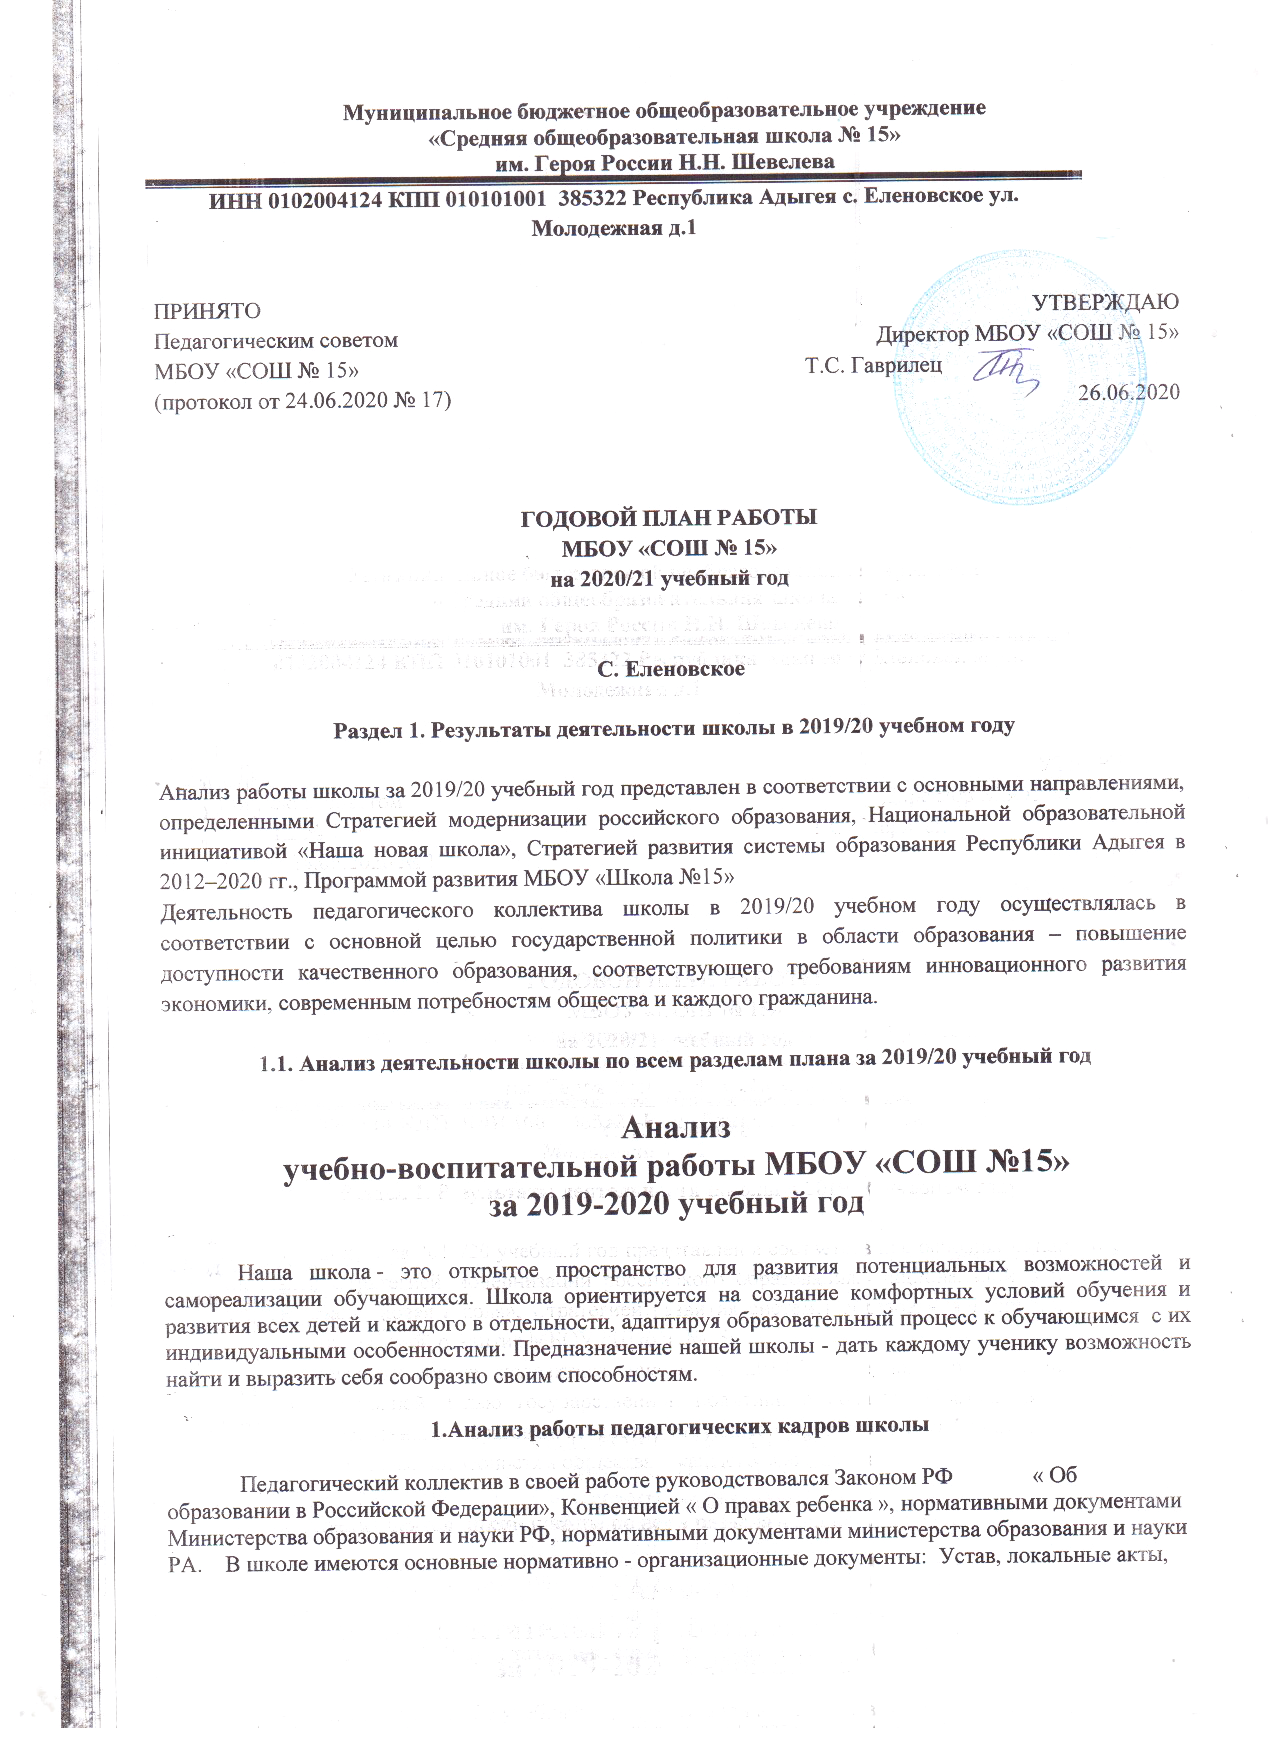 Муниципальное бюджетное общеобразовательное учреждение
«Средняя общеобразовательная школа № 15»
им. Героя России Н.Н. Шевелева
ИНН 0102004124 КПП 010101001  385322 Республика Адыгея с. Еленовское ул.
Молодежная д.1
ПРИНЯТО
Педагогическим советом
МБОУ «СОШ № 15»
(протокол от 24.06.2020 № 17)
УТВЕРЖДАЮ
Директор МБОУ «СОШ № 15»
Т.С. Гаврилец
26.06.2020
ГОДОВОЙ ПЛАН РАБОТЫ
МБОУ «СОШ № 15»
на 2020/21 учебный год
С. Еленовское
Раздел 1. Результаты деятельности школы в 2019/20 учебном году
Анализ работы школы за 2019/20 учебный год представлен в соответствии с основными направлениями,
определенными Стратегией модернизации российского образования, Национальной образовательной
инициативой «Наша новая школа», Стратегией развития системы образования Республики Адыгея в
2012–2020 гг., Программой развития МБОУ «Школа №15»
Деятельность педагогического коллектива школы в 2019/20 учебном году осуществлялась в
соответствии с основной целью государственной политики в области образования – повышение
доступности качественного образования, соответствующего требованиям инновационного развития
экономики, современным потребностям общества и каждого гражданина.
1.1. Анализ деятельности школы по всем разделам плана за 2019/20 учебный год
Анализ
учебно-воспитательной работы МБОУ «СОШ №15»
за 2019-2020 учебный год
Наша школа - это открытое пространство для развития потенциальных возможностей и
самореализации обучающихся. Школа ориентируется на создание комфортных условий обучения и
развития всех детей и каждого в отдельности, адаптируя образовательный процесс к обучающимся  с их
индивидуальными особенностями. Предназначение нашей школы - дать каждому ученику возможность
найти и выразить себя сообразно своим способностям.
1.Анализ работы педагогических кадров школы
Педагогический коллектив в своей работе руководствовался Законом РФ « Об
образовании в Российской Федерации», Конвенцией « О правах ребенка », нормативными документами
Министерства образования и науки РФ, нормативными документами министерства образования и науки
РА. В школе имеются основные нормативно - организационные документы:  Устав, локальные акты,